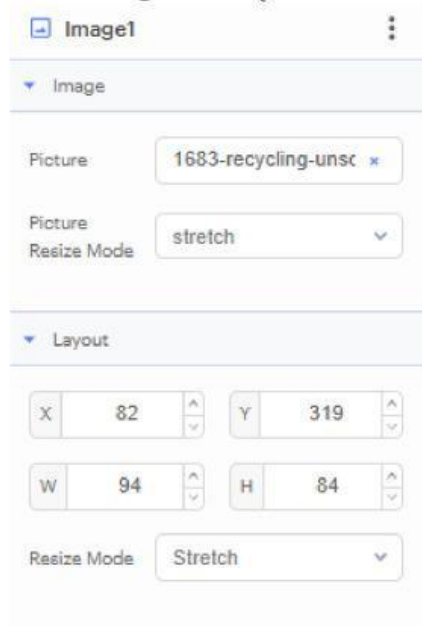 Image1
Image
Picture 1683-recycling-unsc
Picture
Resize Mode stretch
Layout
X 82 Y 319
W 94 H 84
Resize Mode Stretch